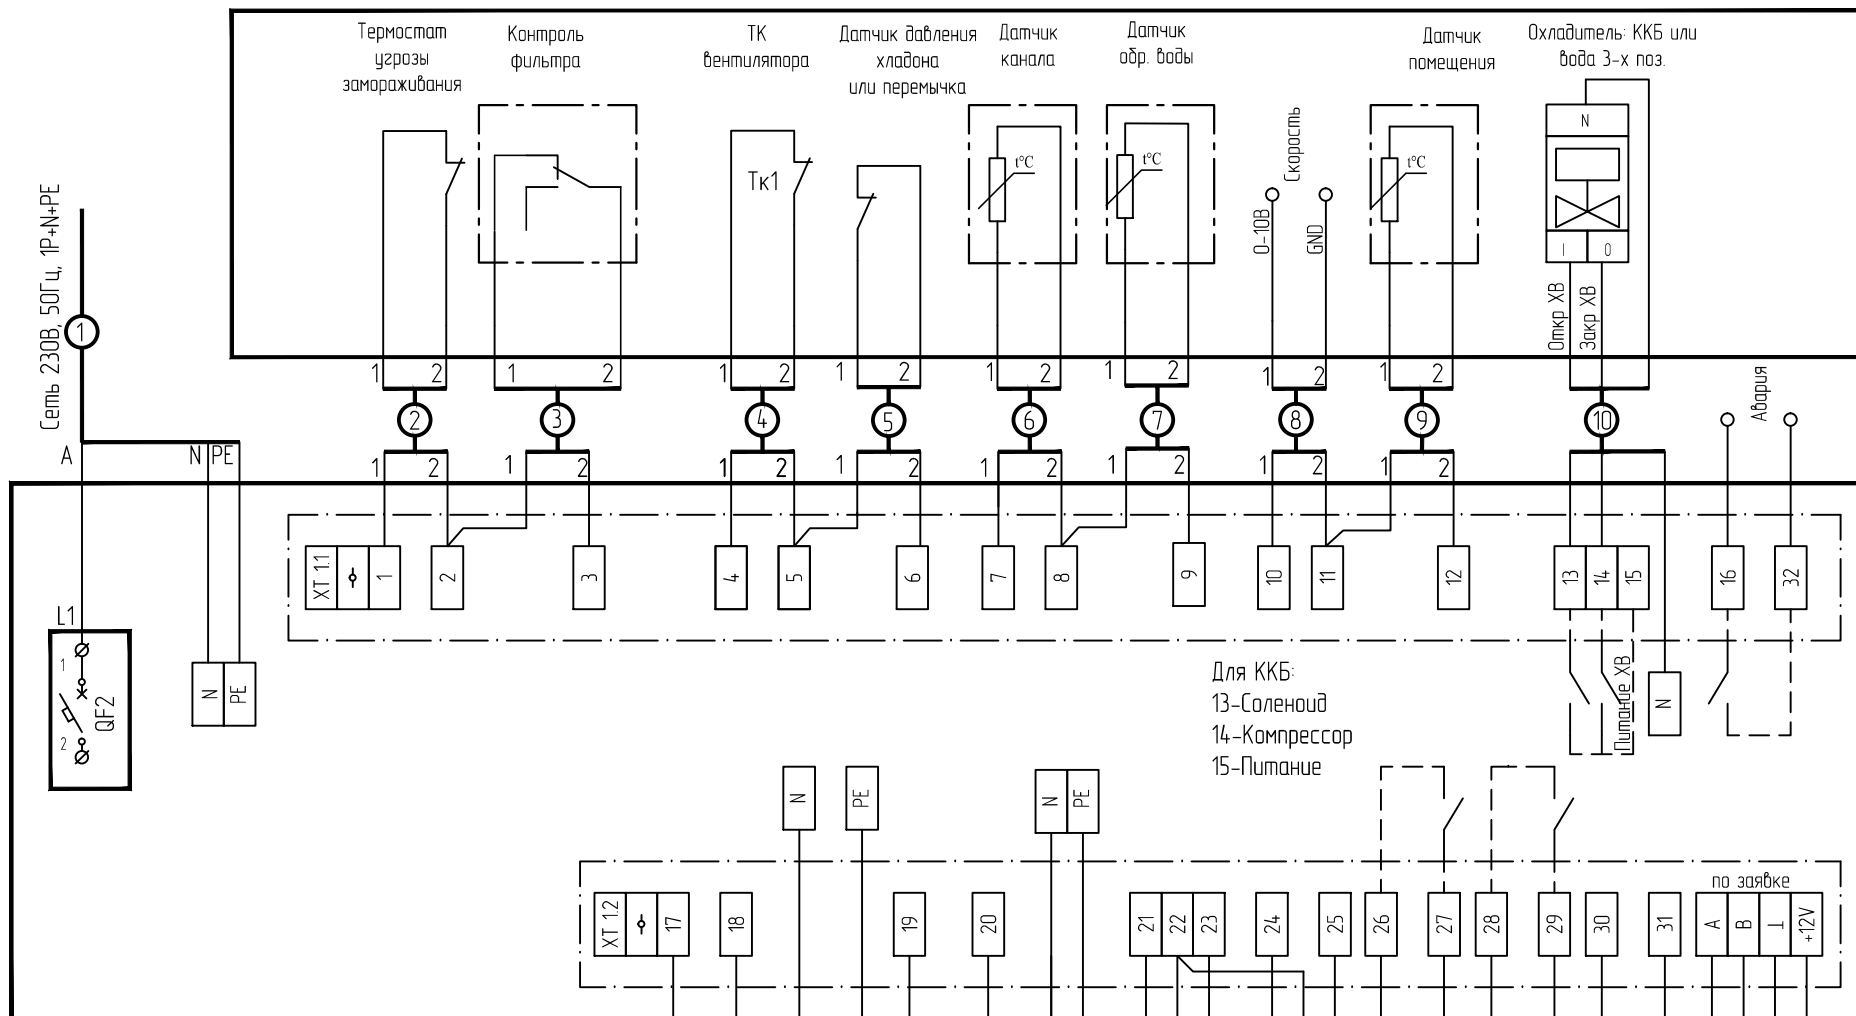 Термостат
угрозы
замораживания
Контроль
фильтра
ТК
вентилятора
Датчик давления
хладона
или перемычка
Датчик
канала
Датчик
обр. воды
Датчик
помещения
Охладитель: ККБ или
вода 3-х поз.
Тк1
t°C
t°C
t°C
Скорость
0-10В
GND
N
I
0
Откр ХВ
Закр ХВ
Сеть 230В, 50Гц, 1P+N+PE
1
1 2
1 2
1 2
1 2
1 2
1 2
1 2
1 2
2
3
4
5
6
7
8
9
10
Авария
A
N
PE
1 2
1 2
1 2
1 2
1 2
1 2
1 2
1 2
XT 1.1
1
2
3
4
5
6
7
8
9
10
11
12
13
14
15
16
32
L1
1
2
QF2
N
PE
Для ККБ:
13-Соленоид
14-Компрессор
15-Питание
Питание ХВ
N
N
PE
N
PE
по заявке
XT 1.2
17
18
19
20
21
22
23
24
25
26
27
28
29
30
31
A
B
⊥
+12V